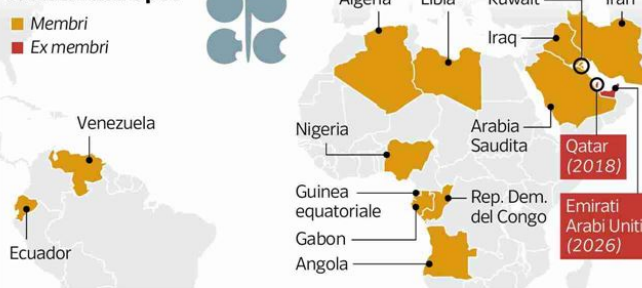 Membri
Ex membri
Algeria
Libia
Kuwait
Iran
Iraq
Venezuela
Nigeria
Arabia
Saudita
Qatar
(2018)
Guinea
equatoriale
Rep. Dem.
del Congo
Emirati
Arabi Uniti
(2026)
Gabon
Ecuador
Angola